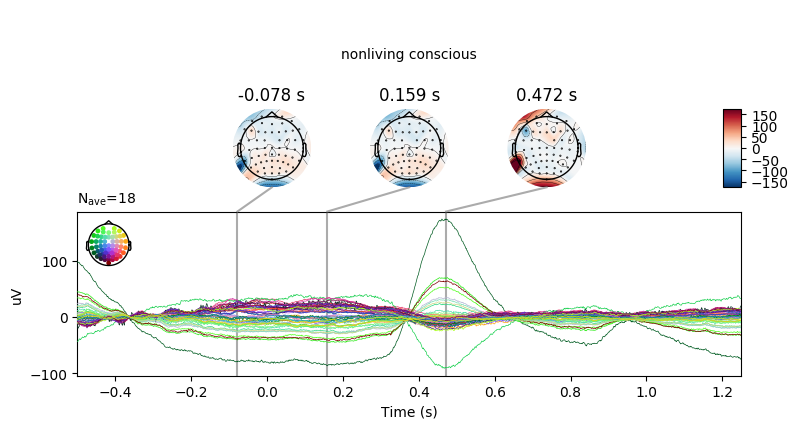 nonliving conscious
-0.078 s 0.159 s 0.472 s
150
100
50
0
−50
−100
−150
Nave=18
100
0
−100
uV
−0.4 −0.2 0.0 0.2 0.4 0.6 0.8 1.0 1.2
Time (s)